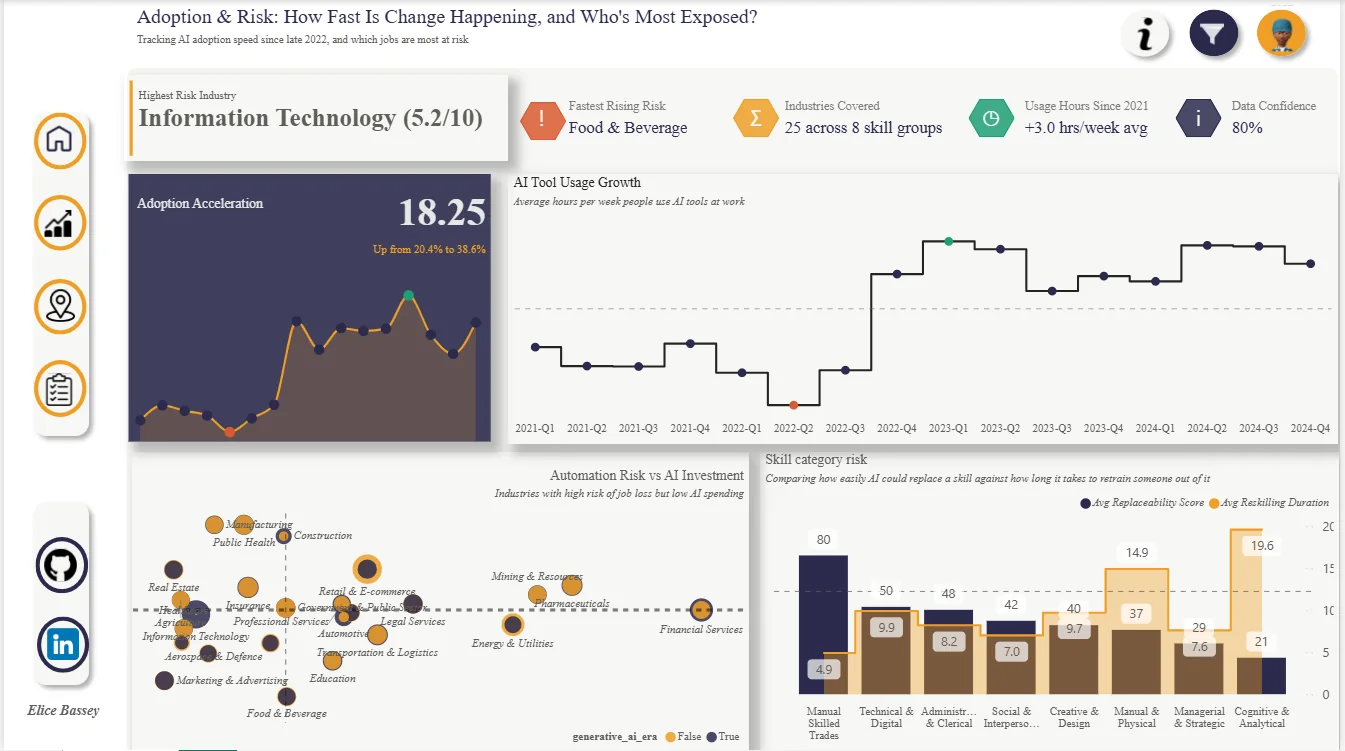 Adoption & Risk: How Fast Is Change Happening, and Who's Most Exposed?
Tracking AI adoption speed since late 2022, and which jobs are most at risk
Highest Risk Industry
Information Technology (5.2/10)
!
Fastest Rising Risk
Food & Beverage
Σ
Industries Covered
25 across 8 skill groups
Usage Hours Since 2021
+3.0 hrs/week avg
i
Data Confidence
80%
Adoption Acceleration
18.25
Up from 20.4% to 38.6%
AI Tool Usage Growth
Average hours per week people use AI tools at work
2021-Q1 2021-Q2 2021-Q3 2021-Q4 2022-Q1 2022-Q2 2022-Q3 2022-Q4 2023-Q1 2023-Q2 2023-Q3 2023-Q4 2024-Q1 2024-Q2 2024-Q3 2024-Q4
Automation Risk vs AI Investment
Industries with high risk of job loss but low AI spending
Manufacturing
Public Health
Construction
Real Estate
Retail & E-commerce
Mining & Resources
Insurance
Pharmaceuticals
Professional Services
Legal Services
Financial Services
Information Technology
Automotive
Energy & Utilities
Aerospace & Defence
Transportation & Logistics
Marketing & Advertising
Education
Food & Beverage
generative_ai_era False True
Skill category risk
Comparing how easily AI could replace a skill against how long it takes to retrain someone out of it
Avg Replaceability Score Avg Reskilling Duration
80 50 48 42 40 37 29 21
4.9 9.9 8.2 7.0 9.7 14.9 7.6 19.6
10
5
0
Manual Skilled Trades
Technical & Digital
Administr… & Clerical
Social & Interperso…
Creative & Design
Manual & Physical
Managerial & Strategic
Cognitive & Analytical
in
Elice Bassey